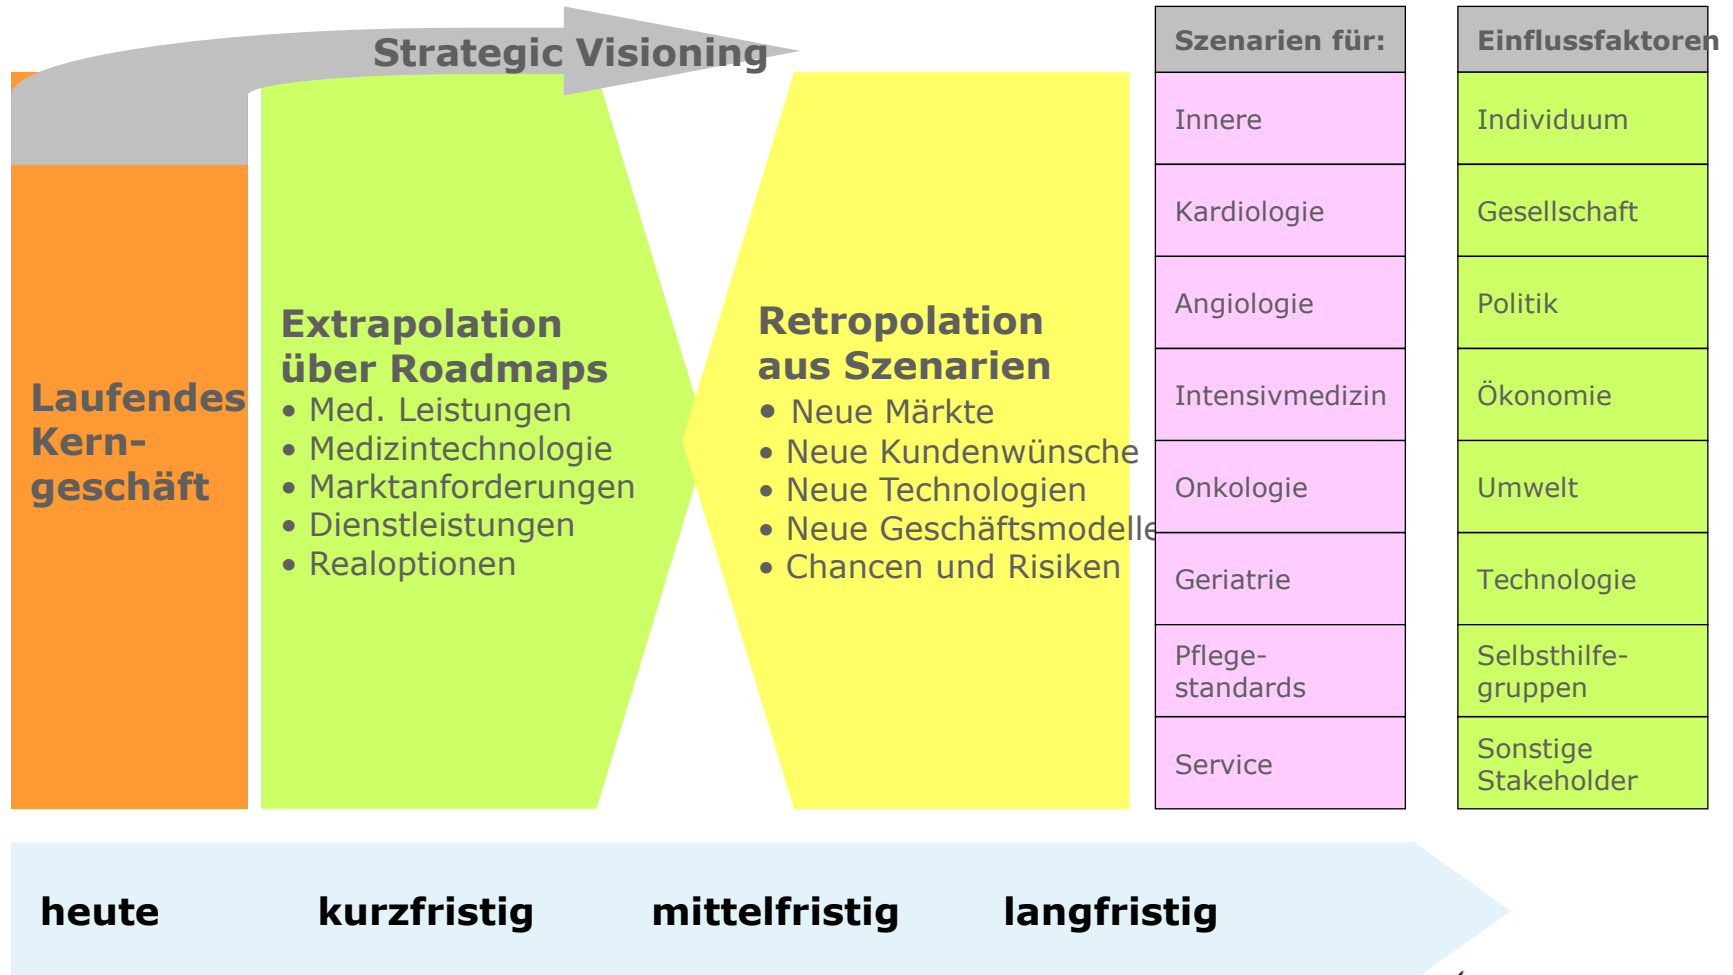 Strategic Visioning
Laufendes
Kern-
geschäft
Extrapolation
über Roadmaps
• Med. Leistungen
• Medizintechnologie
• Marktanforderungen
• Dienstleistungen
• Realoptionen
Retropolation
aus Szenarien
• Neue Märkte
• Neue Kundenwünsche
• Neue Technologien
• Neue Geschäftsmodelle
• Chancen und Risiken
Szenarien für:
Innere
Kardiologie
Angiologie
Intensivmedizin
Onkologie
Geriatrie
Pflege-
standards
Service
Einflussfaktoren
Individuum
Gesellschaft
Politik
Ökonomie
Umwelt
Technologie
Selbsthilfe-
gruppen
Sonstige
Stakeholder
heute kurzfristig mittelfristig langfristig